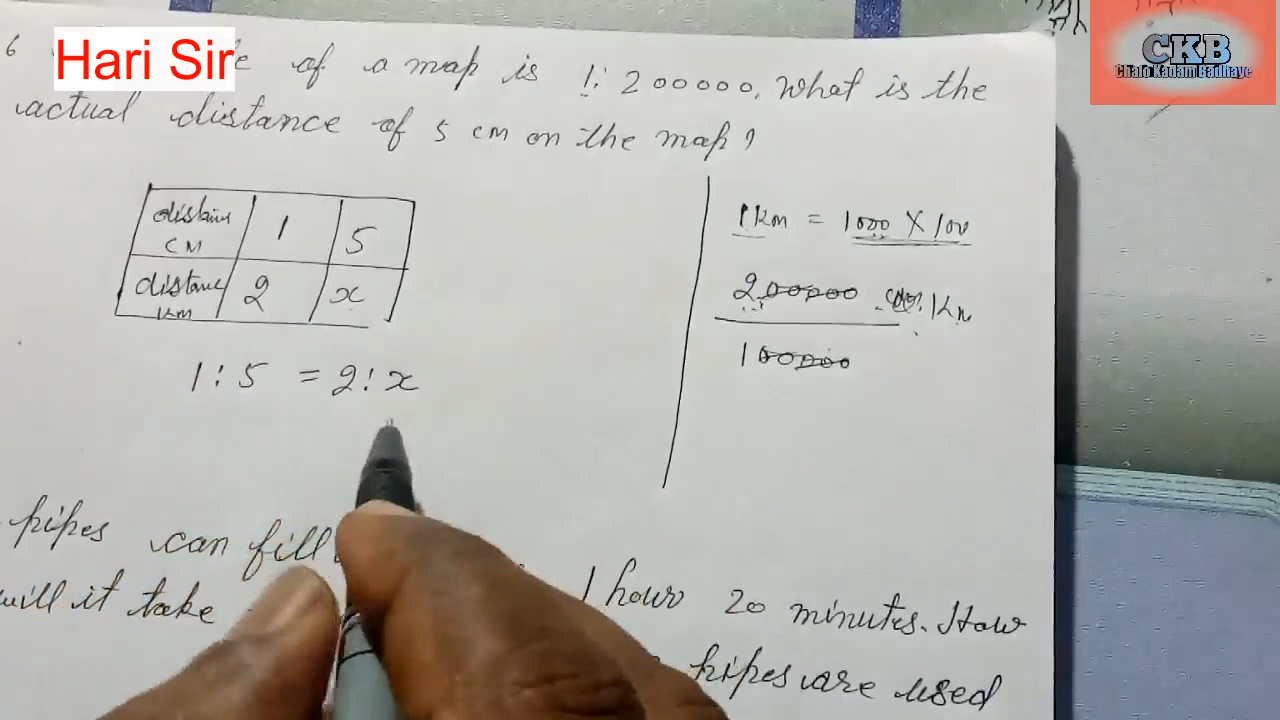 Hari Sir
CKB
Chalo Kadam Badhaye
6 of a map is 1:200000. What is the
actual distance of 5 cm on the map?
distance CM 1 5
distance Km 2 x
1:5 = 2:x
1km = 1000 X 100
200000 Km
100000
pipes can fill 1 hour 20 minutes. How
will it take pipes are used